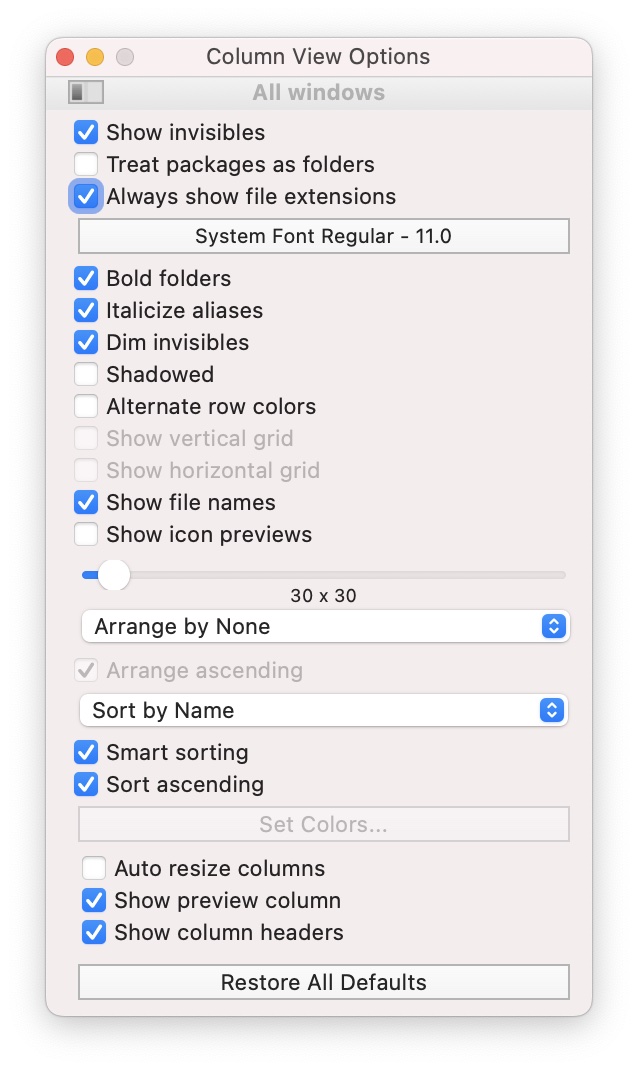 Column View Options
All windows
Show invisibles
Treat packages as folders
Always show file extensions
System Font Regular - 11.0
Bold folders
Italicize aliases
Dim invisibles
Shadowed
Alternate row colors
Show vertical grid
Show horizontal grid
Show file names
Show icon previews
30 x 30
Arrange by None
Arrange ascending
Sort by Name
Smart sorting
Sort ascending
Set Colors...
Auto resize columns
Show preview column
Show column headers
Restore All Defaults